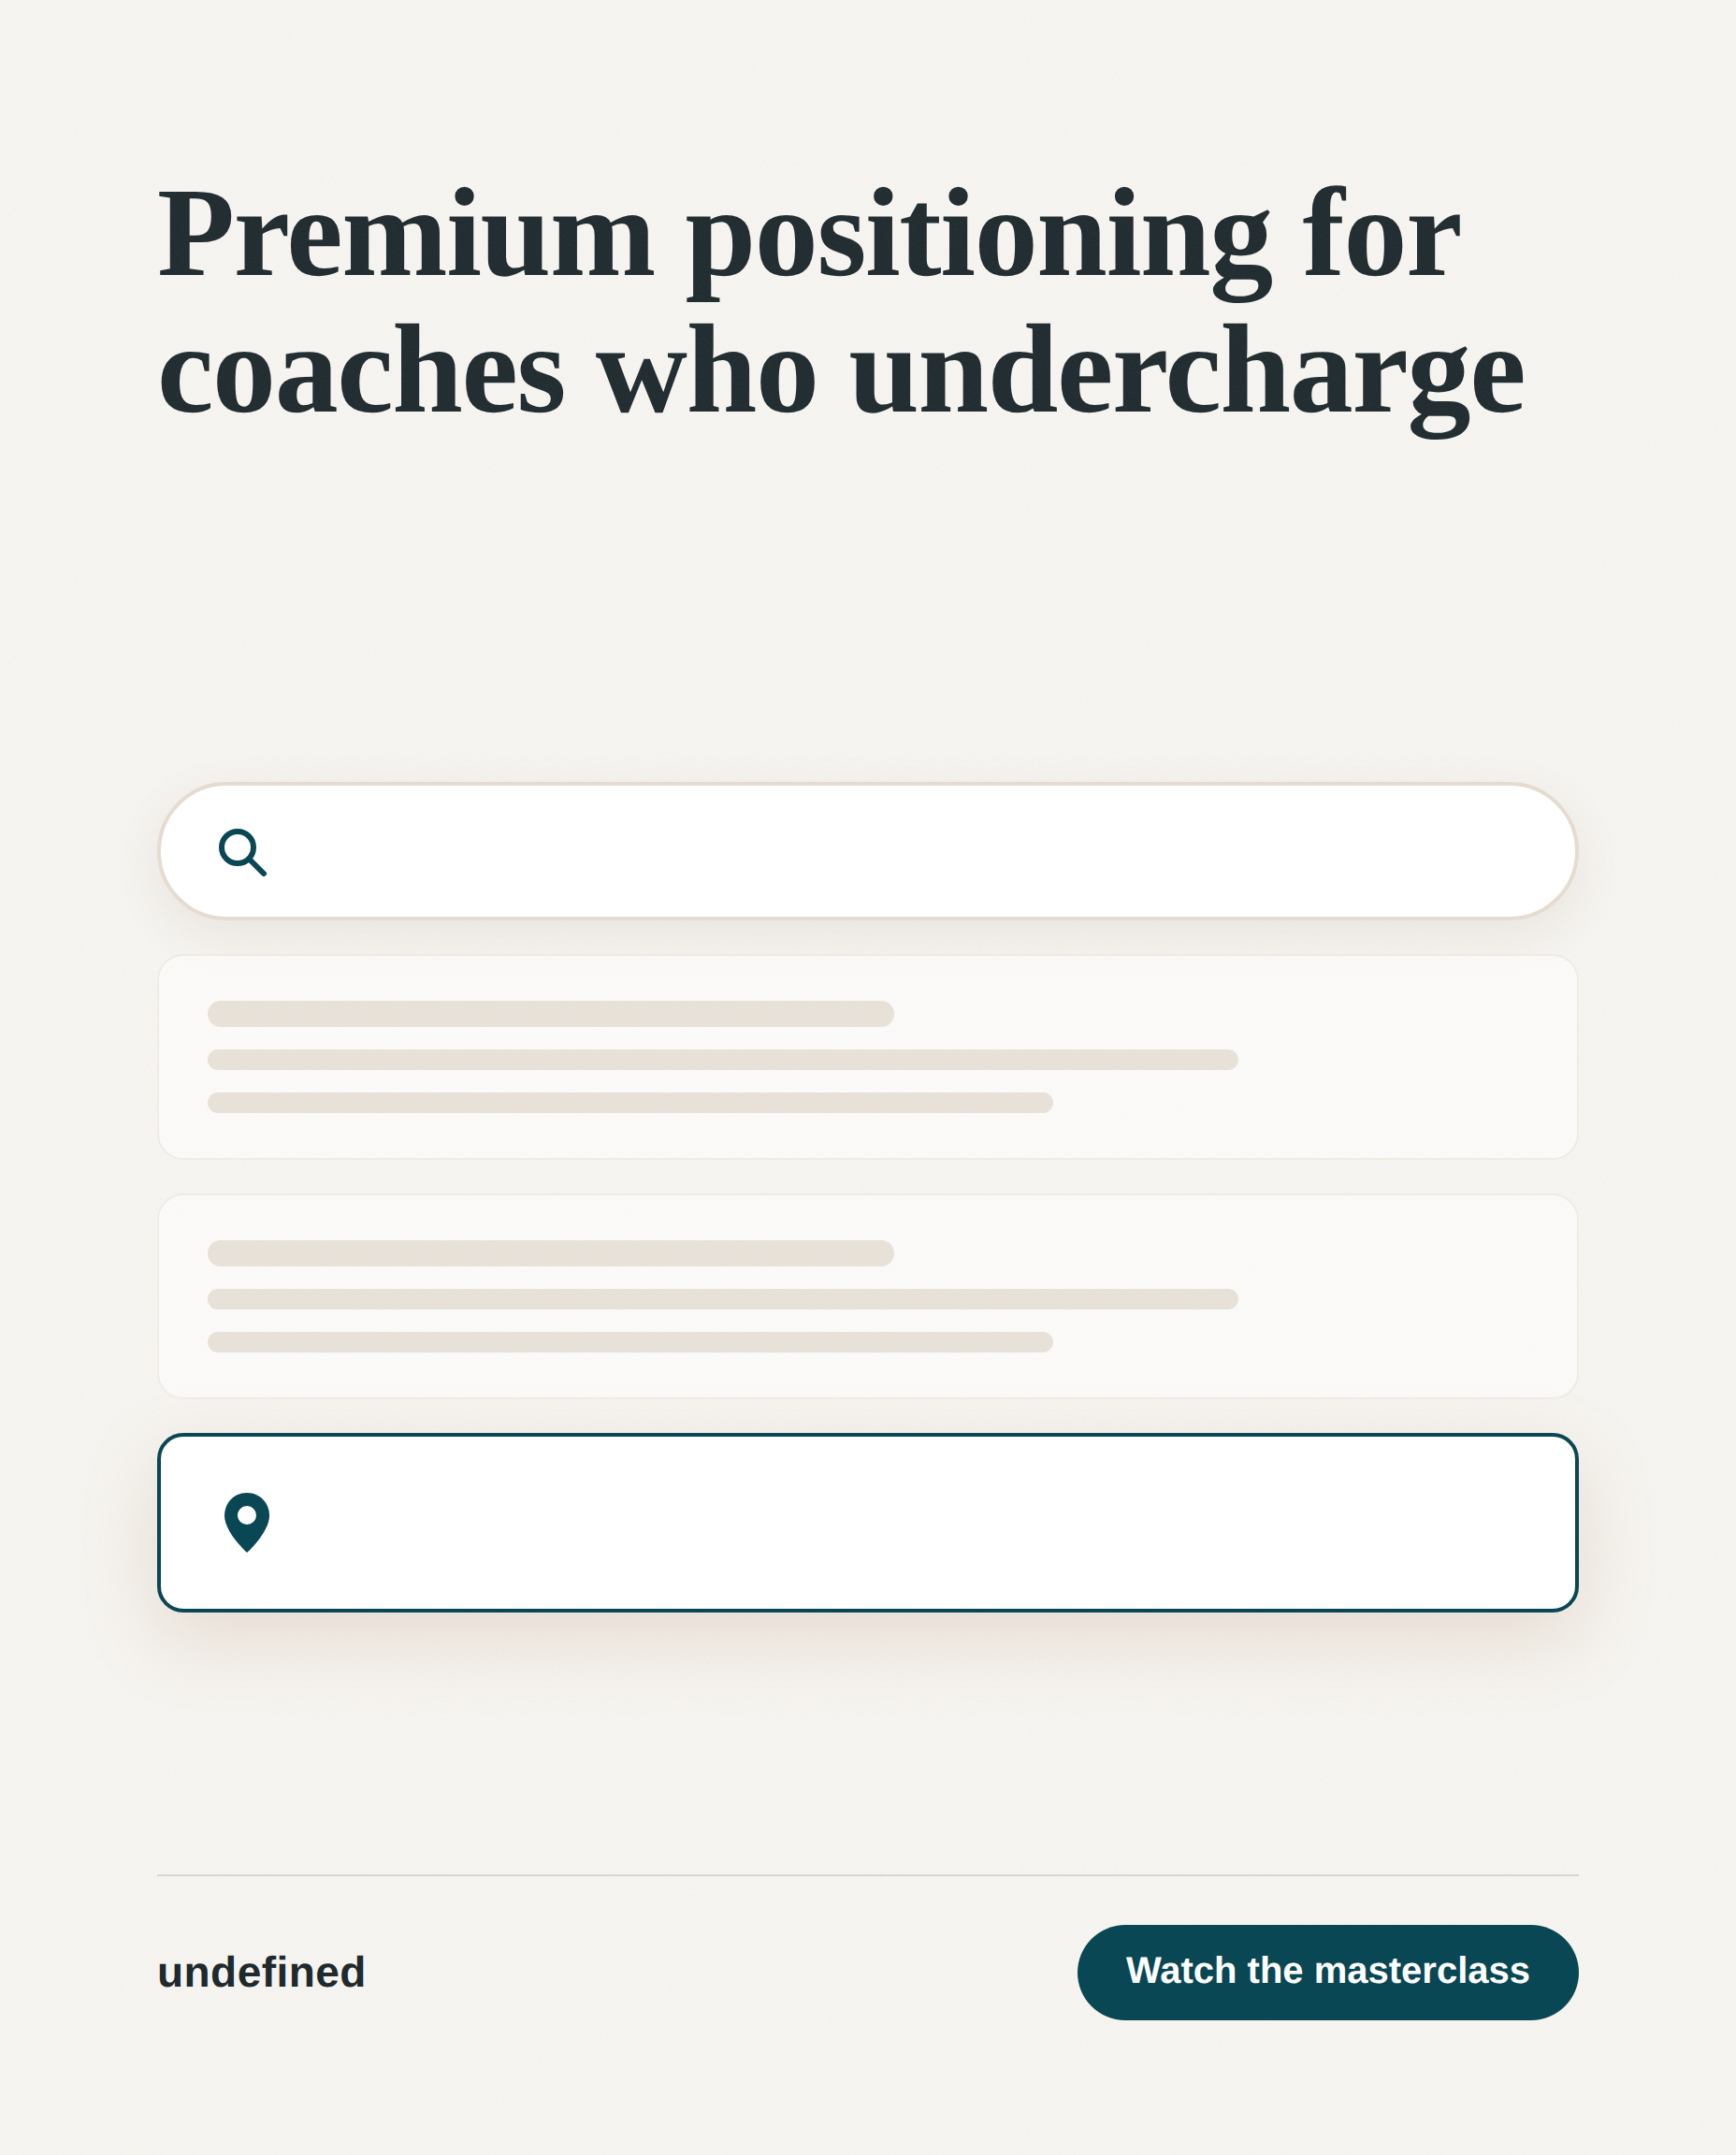 Premium positioning for
coaches who undercharge
undefined
Watch the masterclass